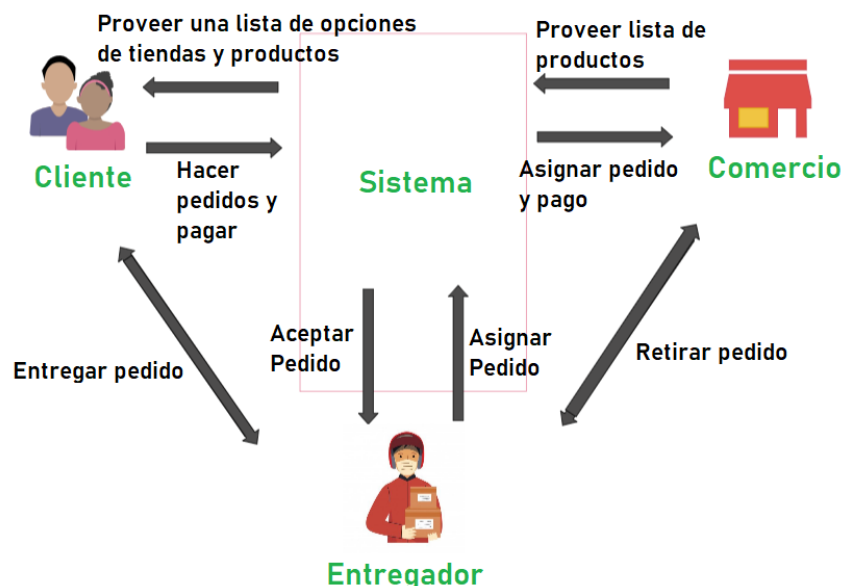 Proveer una lista de opciones
de tiendas y productos
Proveer lista de
productos
Cliente
Hacer
pedidos y
pagar
Sistema
Asignar pedido
y pago
Comercio
Entregar pedido
Aceptar
Pedido
Asignar
Pedido
Retirar pedido
Entregador